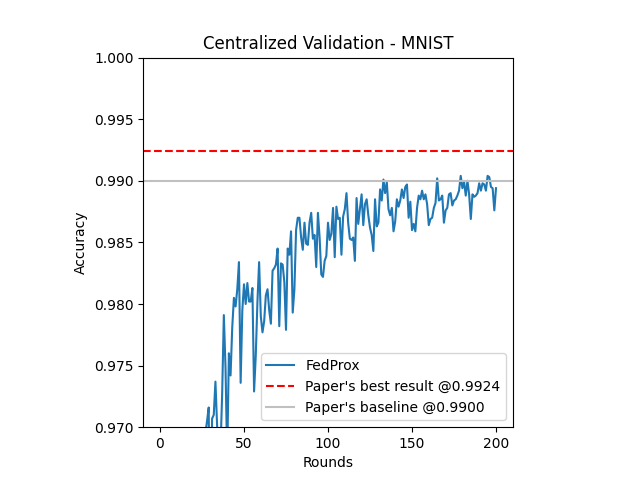 Centralized Validation - MNIST
1.000
0.995
0.990
0.985
0.980
0.975
0.970
Accuracy
FedProx
Paper's best result @0.9924
Paper's baseline @0.9900
0
50
100
150
200
Rounds